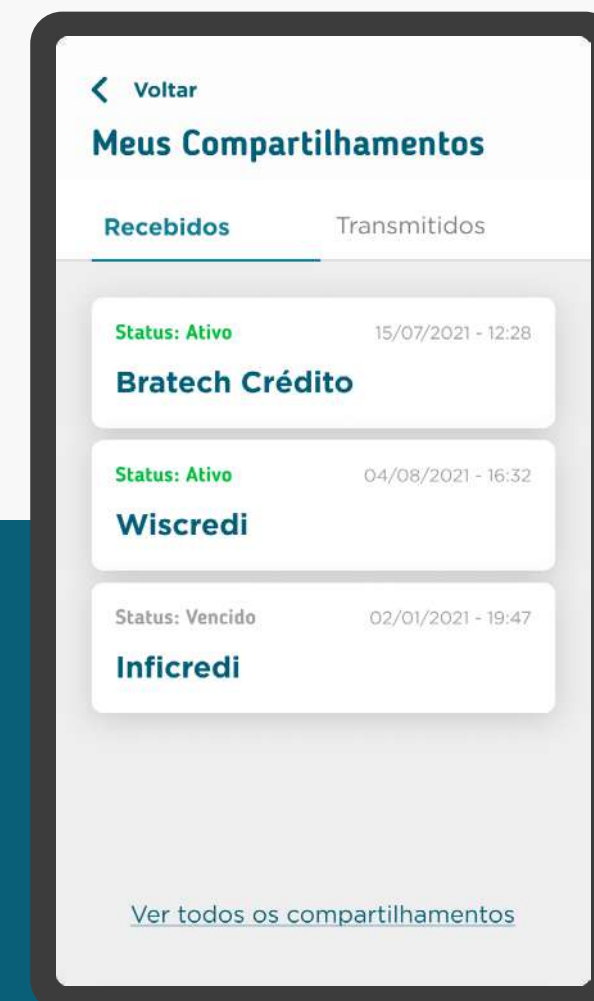 Voltar
Meus Compartilhamentos
Recebidos Transmitidos
Status: Ativo 15/07/2021 - 12:28
Bratech Crédito
Status: Ativo 04/08/2021 - 16:32
Wiscredi
Status: Vencido 02/01/2021 - 19:47
Inficredi
Ver todos os compartilhamentos